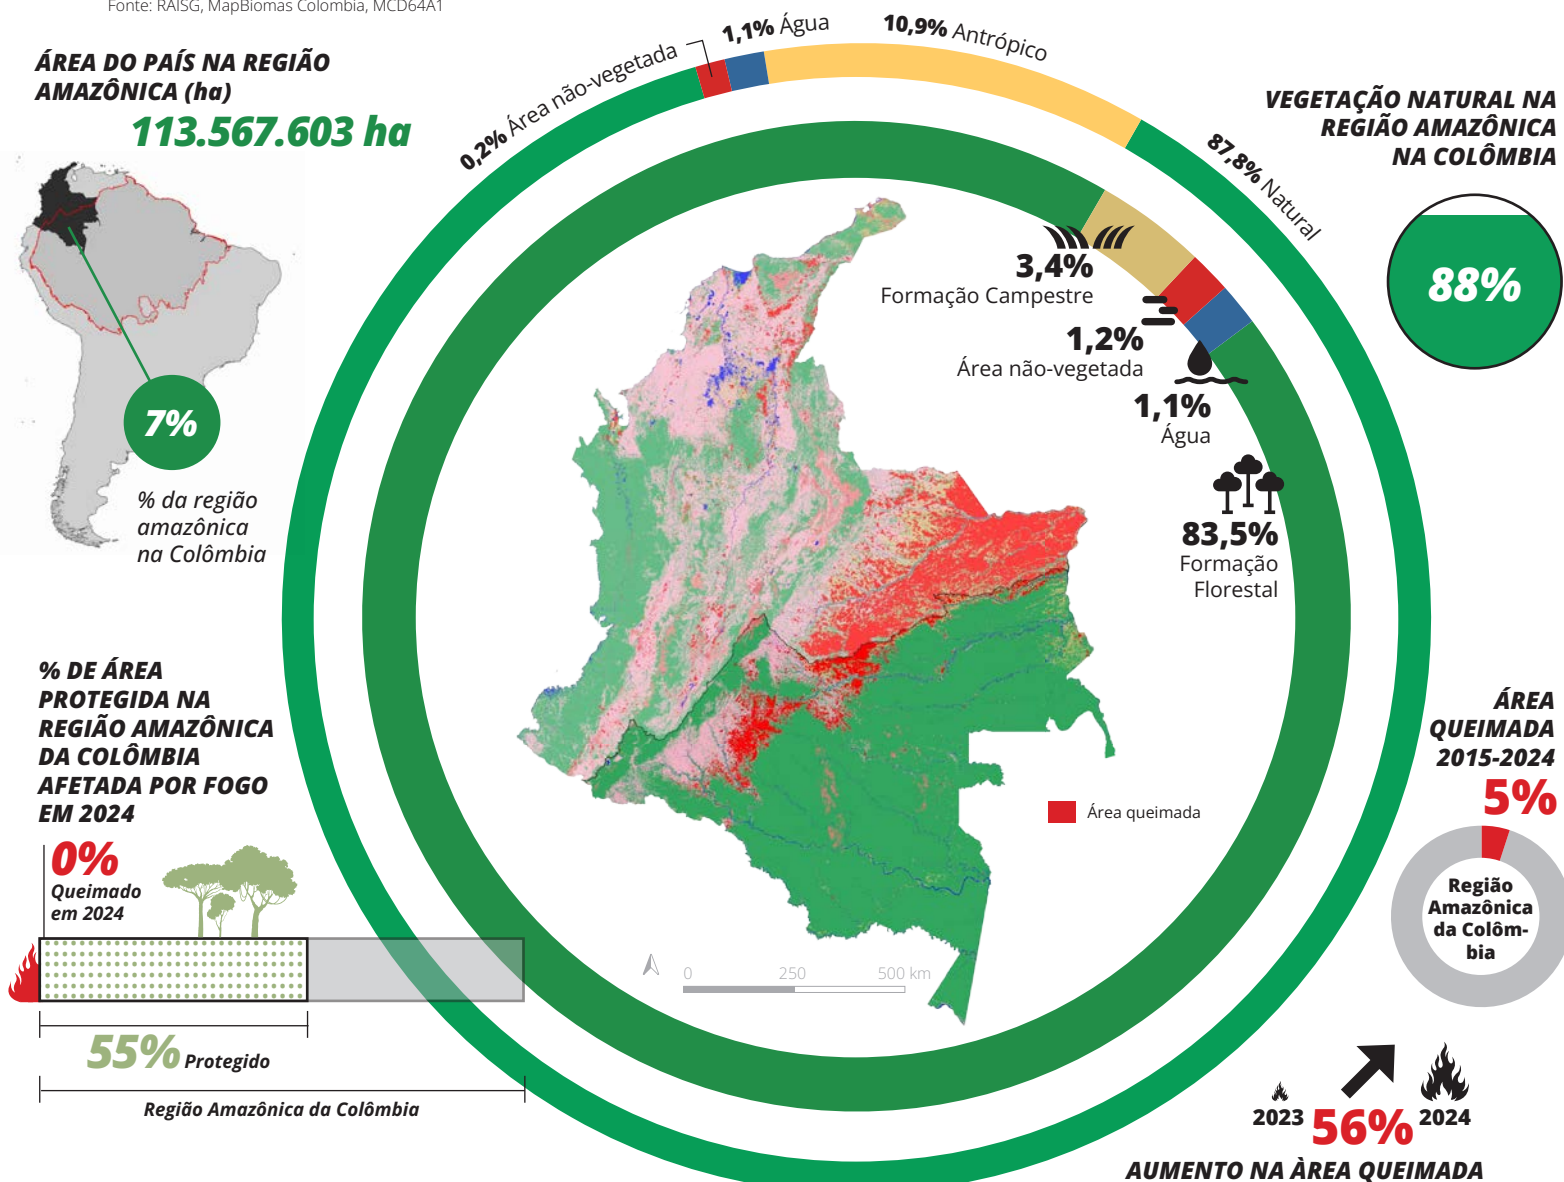 Fonte: RAISG, MapBiomas Colombia, MCD64A1
ÁREA DO PAÍS NA REGIÃO
AMAZÔNICA (ha)
113.567.603 ha
7%
% da região
amazônica
na Colômbia
0,2% Área não-vegetada
1,1% Água
10,9% Antrópico
87,8% Natural
VEGETAÇÃO NATURAL NA
REGIÃO AMAZÔNICA
NA COLÔMBIA
88%
3,4%
Formação Campestre
1,2%
Área não-vegetada
1,1%
Água
83,5%
Formação
Florestal
Área queimada
0 250 500 km
% DE ÁREA
PROTEGIDA NA
REGIÃO AMAZÔNICA
DA COLÔMBIA
AFETADA POR FOGO
EM 2024
0%
Queimado
em 2024
55% Protegido
Região Amazônica da Colômbia
ÁREA
QUEIMADA
2015-2024
5%
Região
Amazônica
da Colôm-
bia
2023 56% 2024
AUMENTO NA ÀREA QUEIMADA